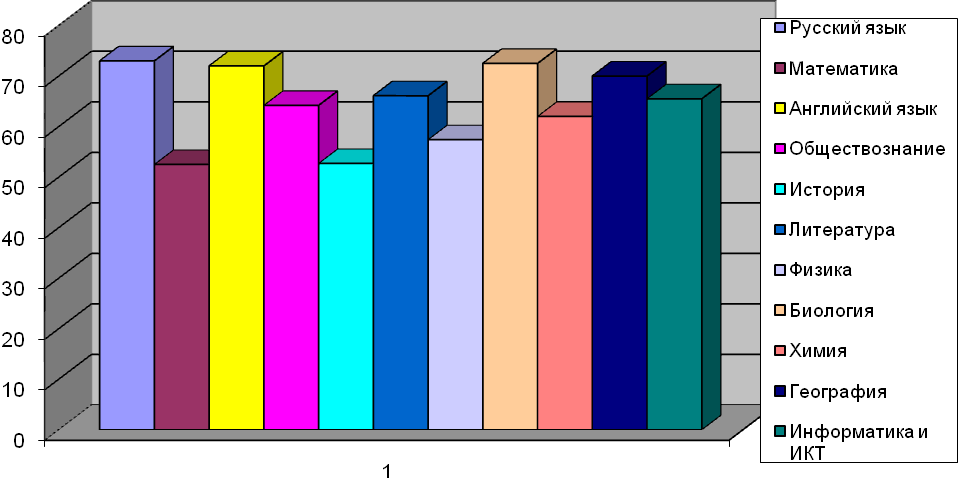 80
70
60
50
40
30
20
10
0
1
Русский язык
Математика
Английский язык
Обществознание
История
Литература
Физика
Биология
Химия
География
Информатика и
ИКТ